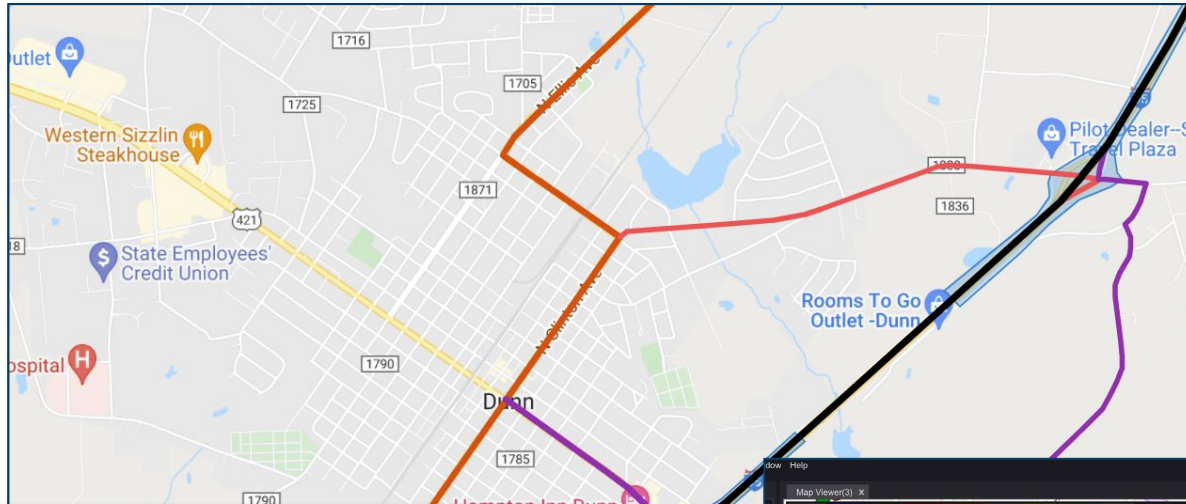 1716
Outlet
1705
N Ellis Ave
1725
Western Sizzlin
Steakhouse
Pilot Dealer--S
Travel Plaza
1871
1836
421
18
State Employees'
Credit Union
N Clinton Ave
Rooms To Go
Outlet -Dunn
1790
ospital H
Dunn
1785
dow Help
Map Viewer(3) x
1790
Hampton Inn Dunn